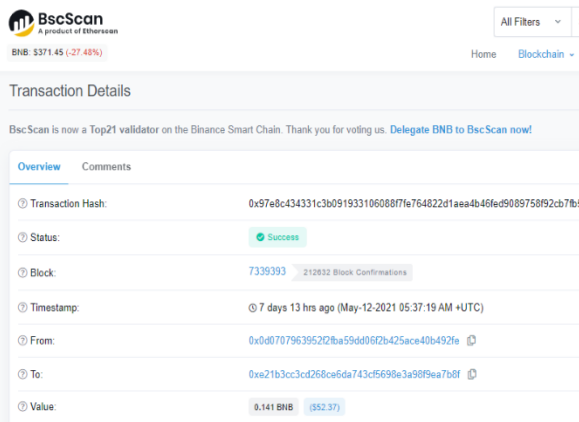 BscScan
A product of Etherscan
All Filters
BNB: $371.45 (-27.48%)
Home Blockchain
Transaction Details
BscScan is now a Top21 validator on the Binance Smart Chain. Thank you for voting us. Delegate BNB to BscScan now!
Overview Comments
Transaction Hash: 0x97e8c434331c3b091933106088f7fe764822d1aea4b46fed9089758f92cb7fb
Status: Success
Block: 7339393 212632 Block Confirmations
Timestamp: 7 days 13 hrs ago (May-12-2021 05:37:19 AM +UTC)
From: 0x0d0707963952f2fba59dd06f2b425ace40b492fe
To: 0xe21b3cc3cd268ce6da743cf5698e3a98f9ea7b8f
Value: 0.141 BNB ($52.37)